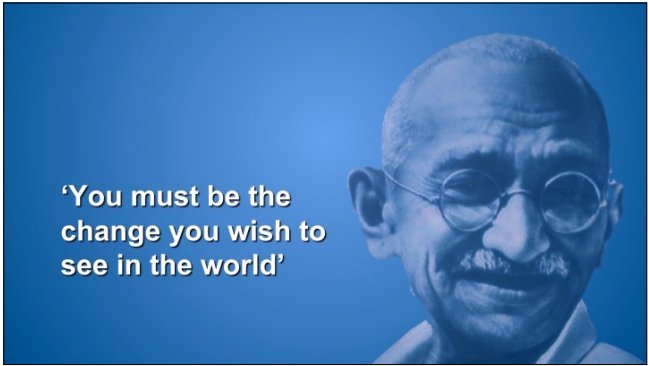 ‘You must be the
change you wish to
see in the world’